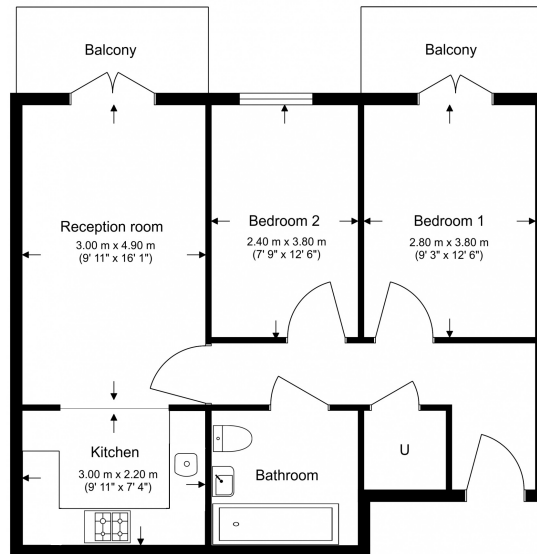 Balcony
Balcony
Reception room
3.00 m x 4.90 m
(9' 11" x 16' 1")
Bedroom 2
2.40 m x 3.80 m
(7' 9" x 12' 6")
Bedroom 1
2.80 m x 3.80 m
(9' 3" x 12' 6")
Kitchen
3.00 m x 2.20 m
(9' 11" x 7' 4")
Bathroom
U